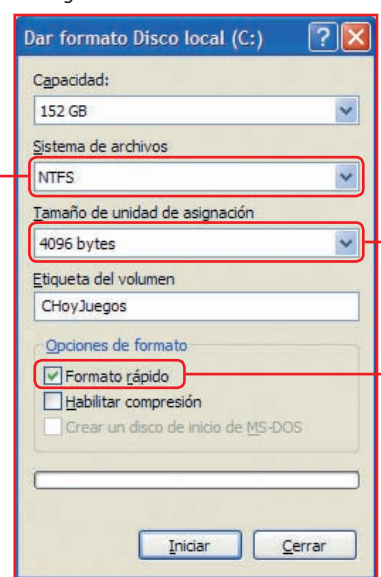 Dar formato Disco local (C:)
Capacidad:
152 GB
Sistema de archivos
NTFS
Tamaño de unidad de asignación
4096 bytes
Etiqueta del volumen
CHoyJuegos
Opciones de formato
Formato rápido
Habilitar compresión
Crear un disco de inicio de MS-DOS
Iniciar Cerrar